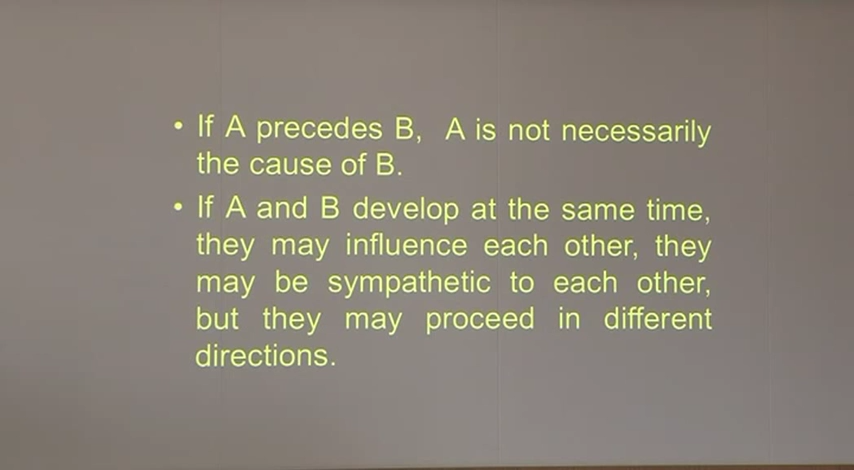 • If A precedes B,  A is not necessarily
the cause of B.
• If A and B develop at the same time,
they may influence each other, they
may be sympathetic to each other,
but they may proceed in different
directions.